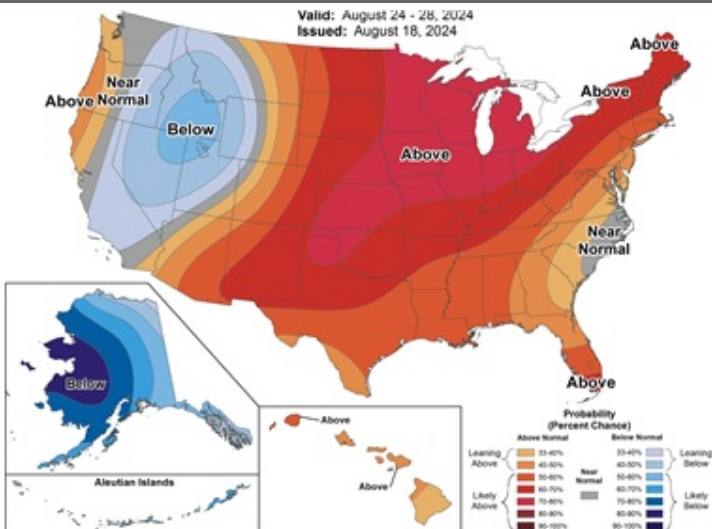 Valid: August 24 - 28, 2024
Issued: August 18, 2024
Above
Near
Normal
Above
Below
Above
Above
Near
Normal
Above
Below
Above
Above
Aleutian Islands
Probability
(Percent Chance)
Above Normal
Below Normal
Leaning
Above
33-40%
40-50%
Likely
Above
50-60%
60-70%
70-80%
80-90%
90-100%
Near
Normal
33-40%
40-50%
Leaning
Below
50-60%
60-70%
70-80%
80-90%
90-100%
Likely
Below